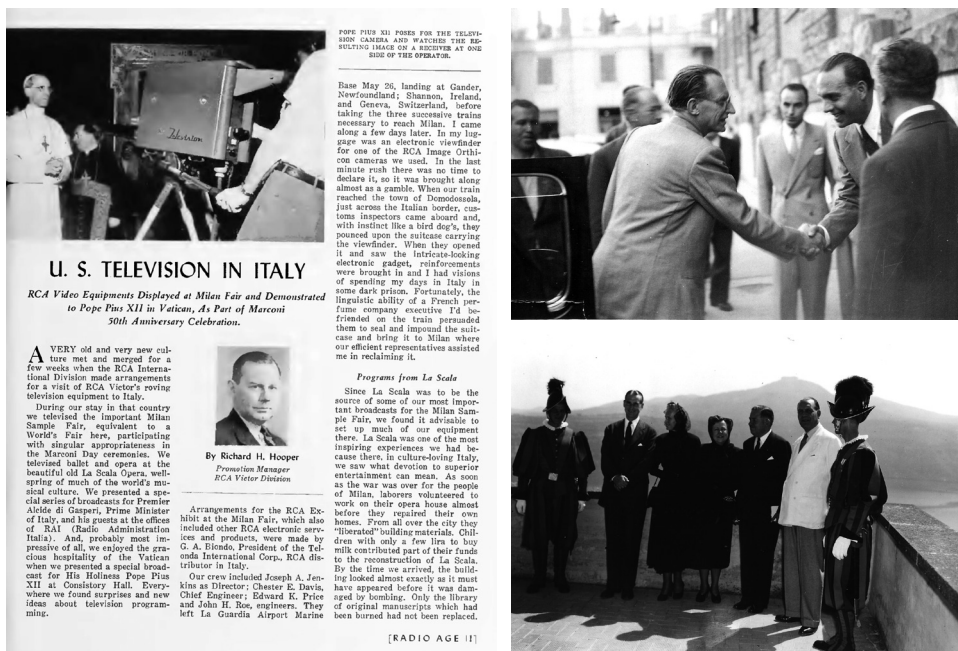 Television
U. S. TELEVISION IN ITALY
RCA Video Equipments Displayed at Milan Fair and Demonstrated
to Pope Pius XII in Vatican, As Part of Marconi
50th Anniversary Celebration.
A VERY old and very new cul-
ture met and merged for a
few weeks when the RCA Interna-
tional Division made arrangements
for a visit of RCA Victor's roving
television equipment to Italy.
During our stay in that country
we televised the important Milan
Sample Fair, equivalent to a
World's Fair here, participating
with singular appropriateness in
the Marconi Day ceremonies. We
televised ballet and opera at the
beautiful old La Scala Opera, well-
spring of much of the world's mu-
sical culture. We presented a spe-
cial series of broadcasts for Premier
Alcide di Gasperi, Prime Minister
of Italy, and his guests at the offices
of RAI (Radio Administration
Italia). And, probably most im-
pressive of all, we enjoyed the gra-
cious hospitality of the Vatican
when we presented a special broad-
cast for His Holiness Pope Pius
XII at Consistory Hall. Every-
where we found surprises and new
ideas about television program-
ming.
By Richard H. Hooper
Promotion Manager
RCA Victor Division
Arrangements for the RCA Ex-
hibit at the Milan Fair, which also
included other RCA electronic serv-
ices and products, were made by
G. A. Biondo, President of the Tel-
onda International Corp., RCA dis-
tributor in Italy.
Our crew included Joseph A. Jen-
kins as Director; Chester E. Davis,
Chief Engineer; Edward K. Price
and John H. Roe, engineers. They
left La Guardia Airport Marine
POPE PIUS XII POSES FOR THE TELEVI-
SION CAMERA AND WATCHES THE RE-
SULTING IMAGE ON A RECEIVER AT ONE
SIDE OF THE OPERATOR.
Base May 26, landing at Gander,
Newfoundland; Shannon, Ireland,
and Geneva, Switzerland, before
taking the three successive trains
necessary to reach Milan. I came
along a few days later. In my lug-
gage was an electronic viewfinder
for one of the RCA Image Orthi-
con cameras we used. In the last
minute rush there was no time to
declare it, so it was brought along
almost as a gamble. When our train
reached the town of Domodossola,
just across the Italian border, cus-
toms inspectors came aboard and,
with instinct like a bird dog's, they
pounced upon the suitcase carrying
the viewfinder. When they opened
it and saw the intricate-looking
electronic gadget, reinforcements
were brought in and I had visions
of spending my days in Italy in
some dark prison. Fortunately, the
linguistic ability of a French per-
fume company executive I'd be-
friended on the train persuaded
them to seal and impound the suit-
case and bring it to Milan where
our efficient representatives assisted
me in reclaiming it.
Programs from La Scala
Since La Scala was to be the
source of some of our most impor-
tant broadcasts for the Milan Sam-
ple Fair, we found it advisable to
set up much of our equipment
there. La Scala was one of the most
inspiring experiences we had be-
cause there, in culture-loving Italy,
we saw what devotion to superior
entertainment can mean. As soon
as the war was over for the people
of Milan, laborers volunteered to
work on their opera house almost
before they repaired their own
homes. From all over the city they
"liberated" building materials. Chil-
dren with only a few lira to buy
milk contributed part of their funds
to the reconstruction of La Scala.
By the time we arrived, the build-
ing looked almost exactly as it must
have appeared before it was dam-
aged by bombing. Only the library
of original manuscripts which had
been burned had not been replaced.
[RADIO AGE 11]